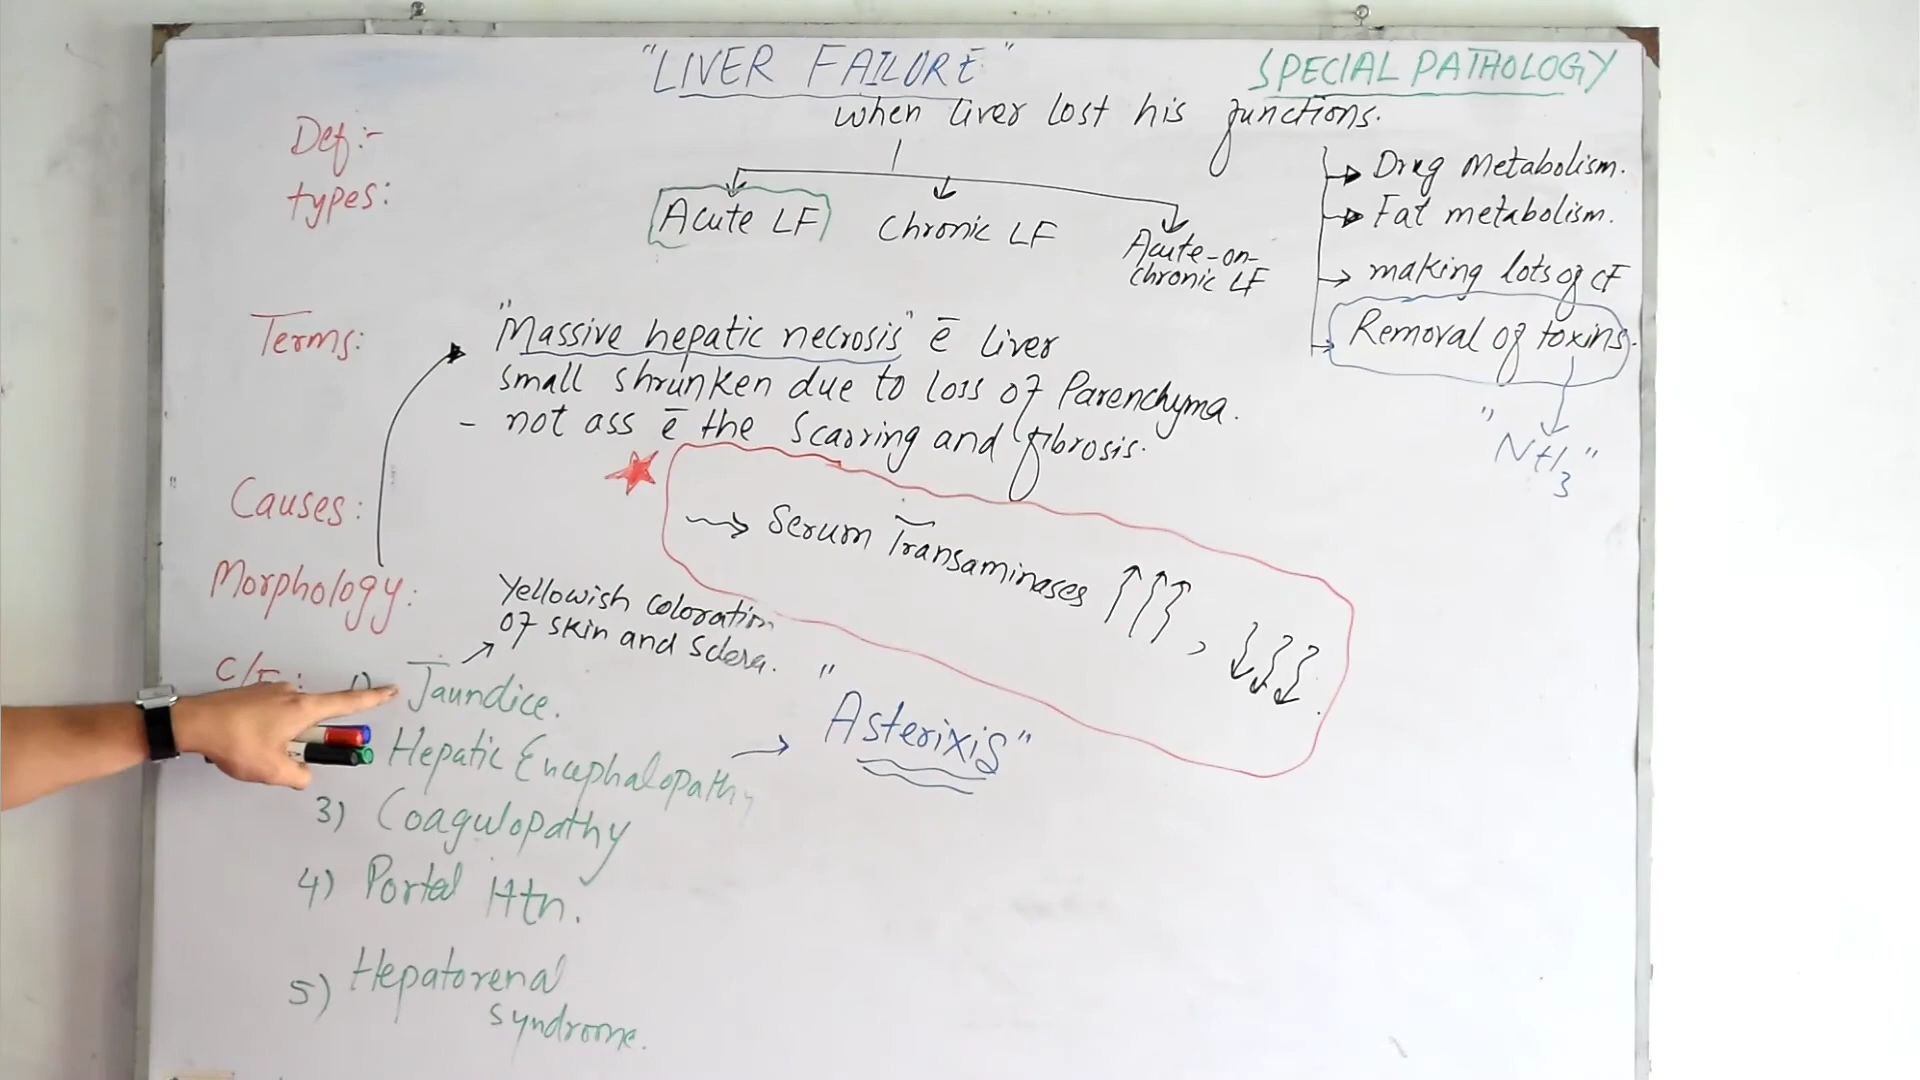 "LIVER FAILURE"
SPECIAL PATHOLOGY
Def:-
when liver lost his functions.
types:
Acute LF
Chronic LF
Acute-on-
chronic LF
Drug Metabolism.
Fat metabolism.
making lots of CF
Removal of toxins.
"NH3"
Terms:
"Massive hepatic necrosis" ē liver
small shrunken due to loss of Parenchyma.
- not ass ē the Scarring and fibrosis.
Causes:
Serum Transaminases ↑↑↑, ↓↓↓.
Morphology:
Yellowish coloration
of skin and Sclera.
C/F:
1) Jaundice.
Hepatic Encephalopathy → "Asterixis"
3) Coagulopathy
4) Portal Htn.
5) Hepatorenal
syndrome.